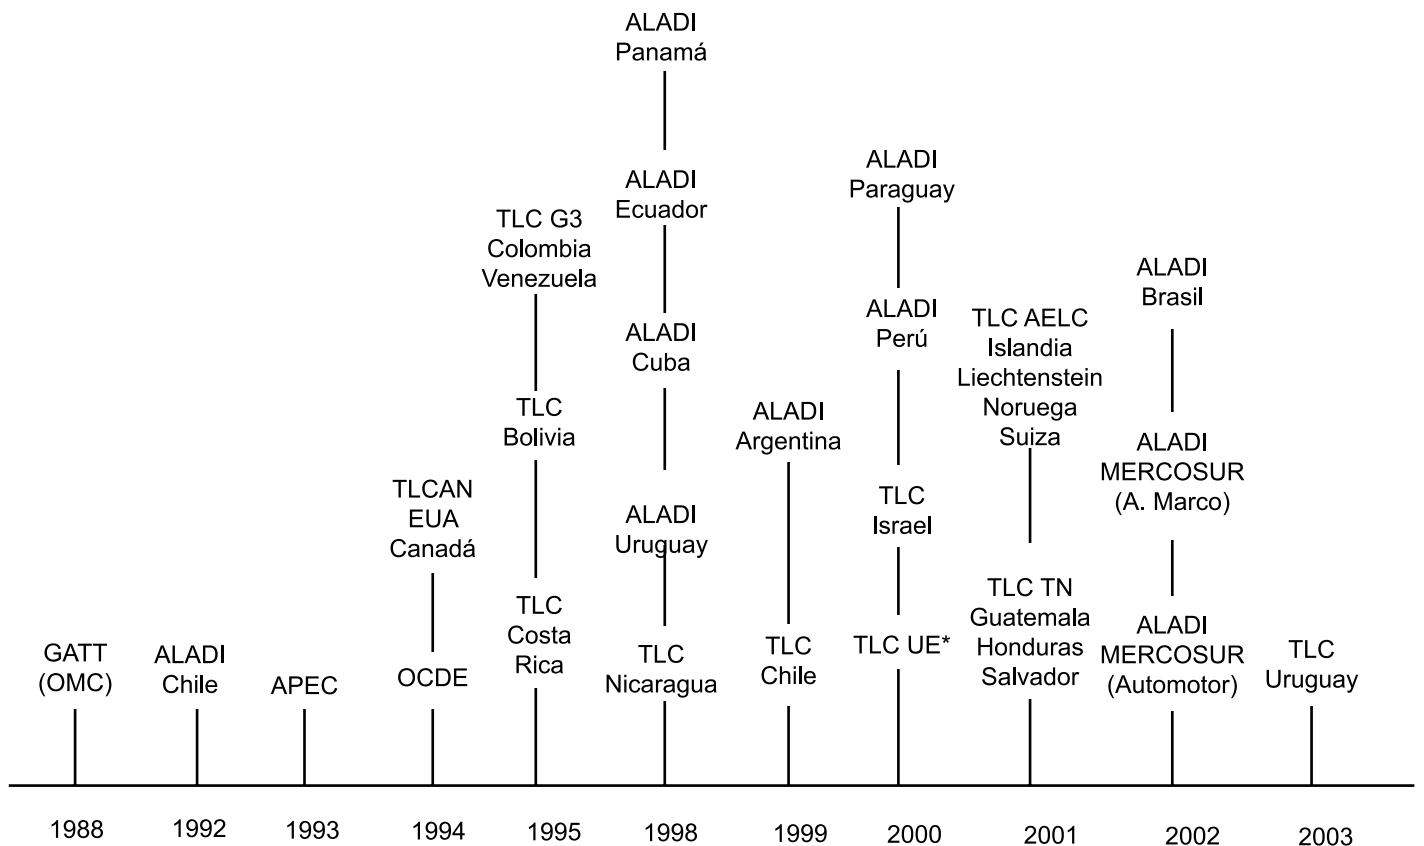 GATT
(OMC)
1988
ALADI
Chile
1992
APEC
1993
TLCAN
EUA
Canadá
OCDE
1994
TLC G3
Colombia
Venezuela
TLC
Bolivia
TLC
Costa
Rica
1995
ALADI
Panamá
ALADI
Ecuador
ALADI
Cuba
ALADI
Uruguay
TLC
Nicaragua
1998
ALADI
Argentina
TLC
Chile
1999
ALADI
Paraguay
ALADI
Perú
TLC
Israel
TLC UE*
2000
TLC AELC
Islandia
Liechtenstein
Noruega
Suiza
TLC TN
Guatemala
Honduras
Salvador
2001
ALADI
Brasil
ALADI
MERCOSUR
(A. Marco)
ALADI
MERCOSUR
(Automotor)
2002
TLC
Uruguay
2003